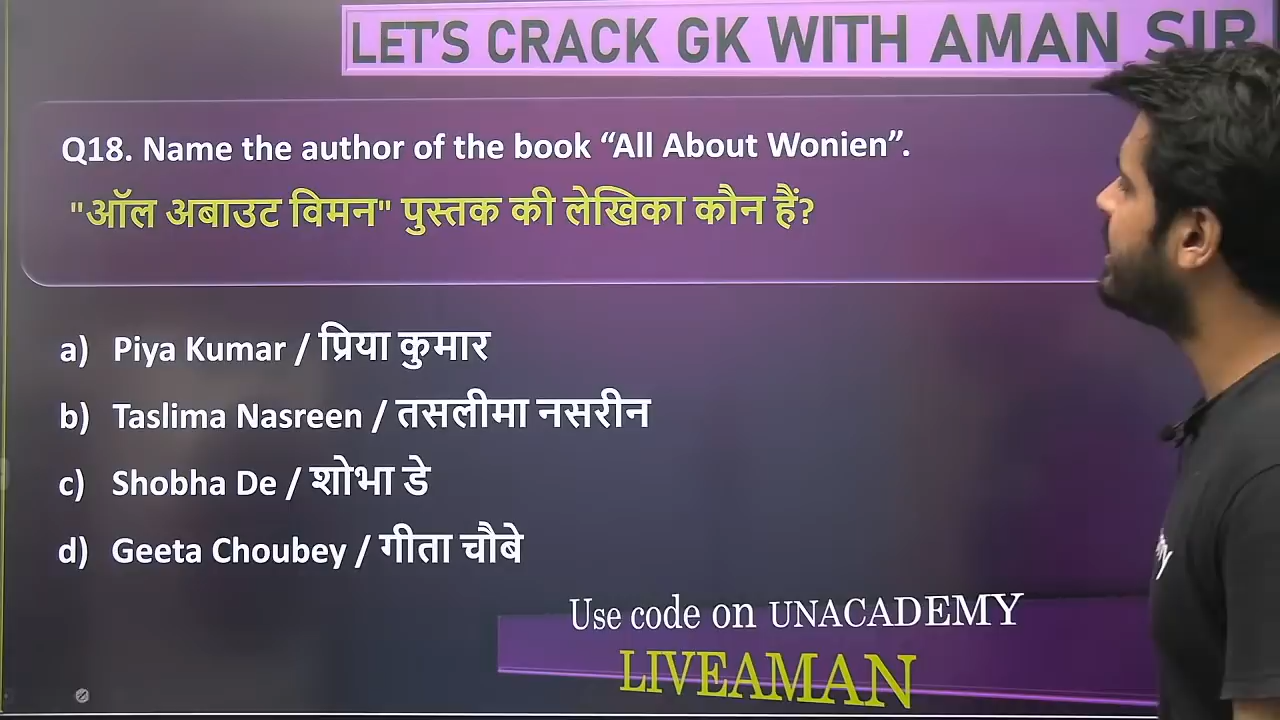 LET'S CRACK GK WITH AMAN SIR
Q18. Name the author of the book “All About Wonien”.
"ऑल अबाउट विमन" पुस्तक की लेखिका कौन हैं?
a) Piya Kumar / प्रिया कुमार
b) Taslima Nasreen / तसलीमा नसरीन
c) Shobha De / शोभा डे
d) Geeta Choubey / गीता चौबे
Use code on UNACADEMY
LIVEAMAN